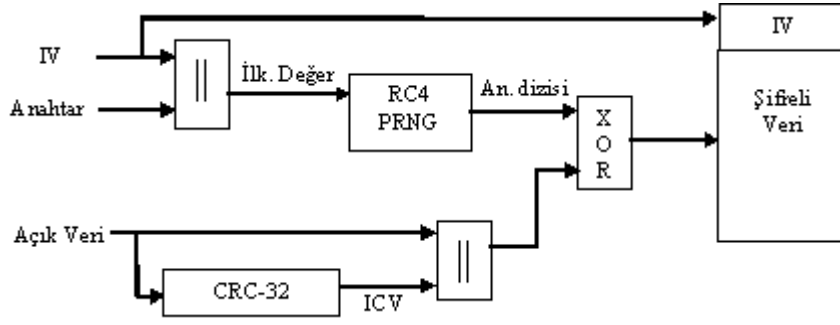 IV
IV
Anahtar
||
İlk. Değer
RC4
PRNG
An. dizisi
X
O
R
Şifreli
Veri
Açık Veri
||
CRC-32
ICV